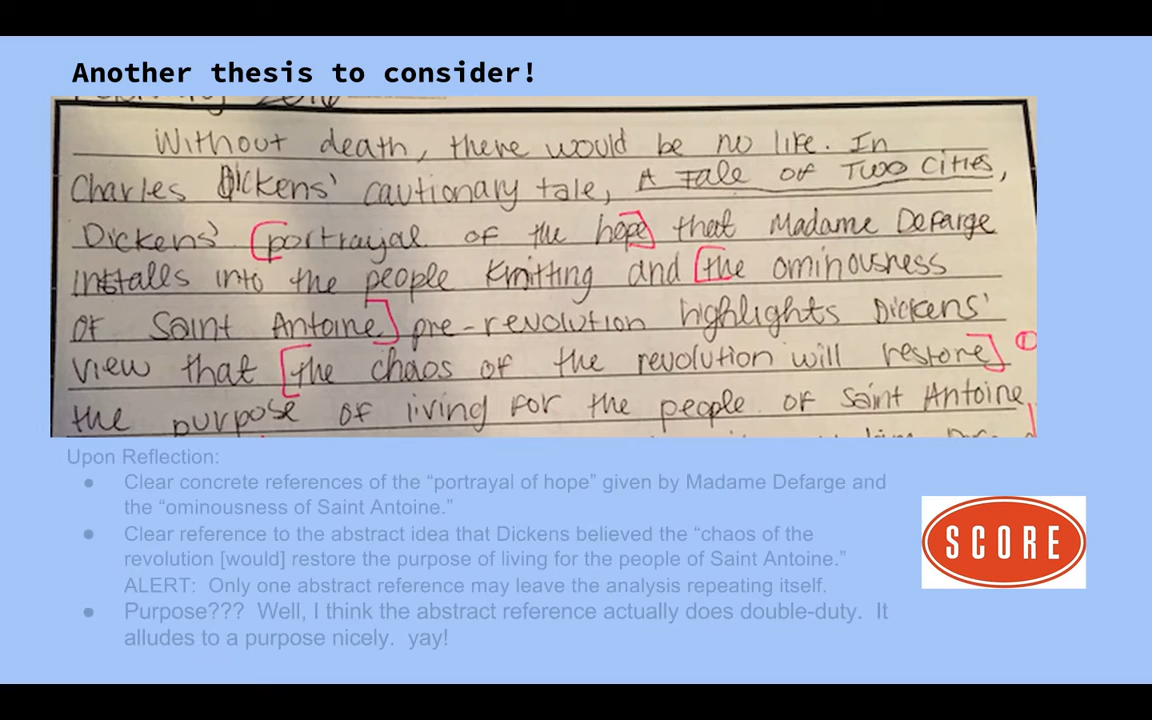 Another thesis to consider!
Without death, there would be no life. In
Charles Dickens' cautionary tale, A Tale of Two Cities,
Dickens' portrayal of the hope that Madame Defarge
installs into the people knitting and the ominousness
of Saint Antoine pre-revolution highlights Dickens'
view that the chaos of the revolution will restore
the purpose of living for the people of Saint Antoine
Upon Reflection:
● Clear concrete references of the “portrayal of hope” given by Madame Defarge and
the “ominousness of Saint Antoine.”
● Clear reference to the abstract idea that Dickens believed the “chaos of the
revolution [would] restore the purpose of living for the people of Saint Antoine.”
ALERT: Only one abstract reference may leave the analysis repeating itself.
● Purpose??? Well, I think the abstract reference actually does double-duty. It
alludes to a purpose nicely. yay!
SCORE